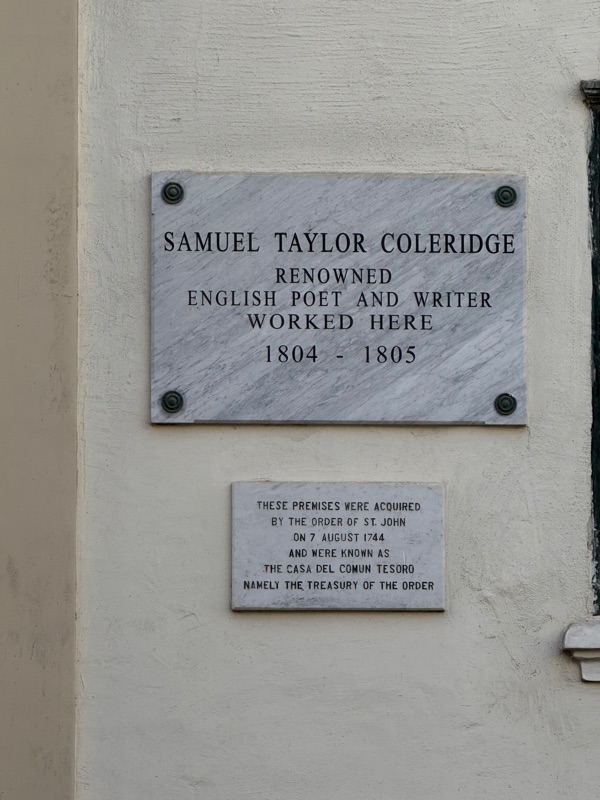 SAMUEL TAYLOR COLERIDGE
RENOWNED
ENGLISH POET AND WRITER
WORKED HERE
1804 - 1805
THESE PREMISES WERE ACQUIRED
BY THE ORDER OF ST. JOHN
ON 7 AUGUST 1744
AND WERE KNOWN AS
THE CASA DEL COMUN TESORO
NAMELY THE TREASURY OF THE ORDER